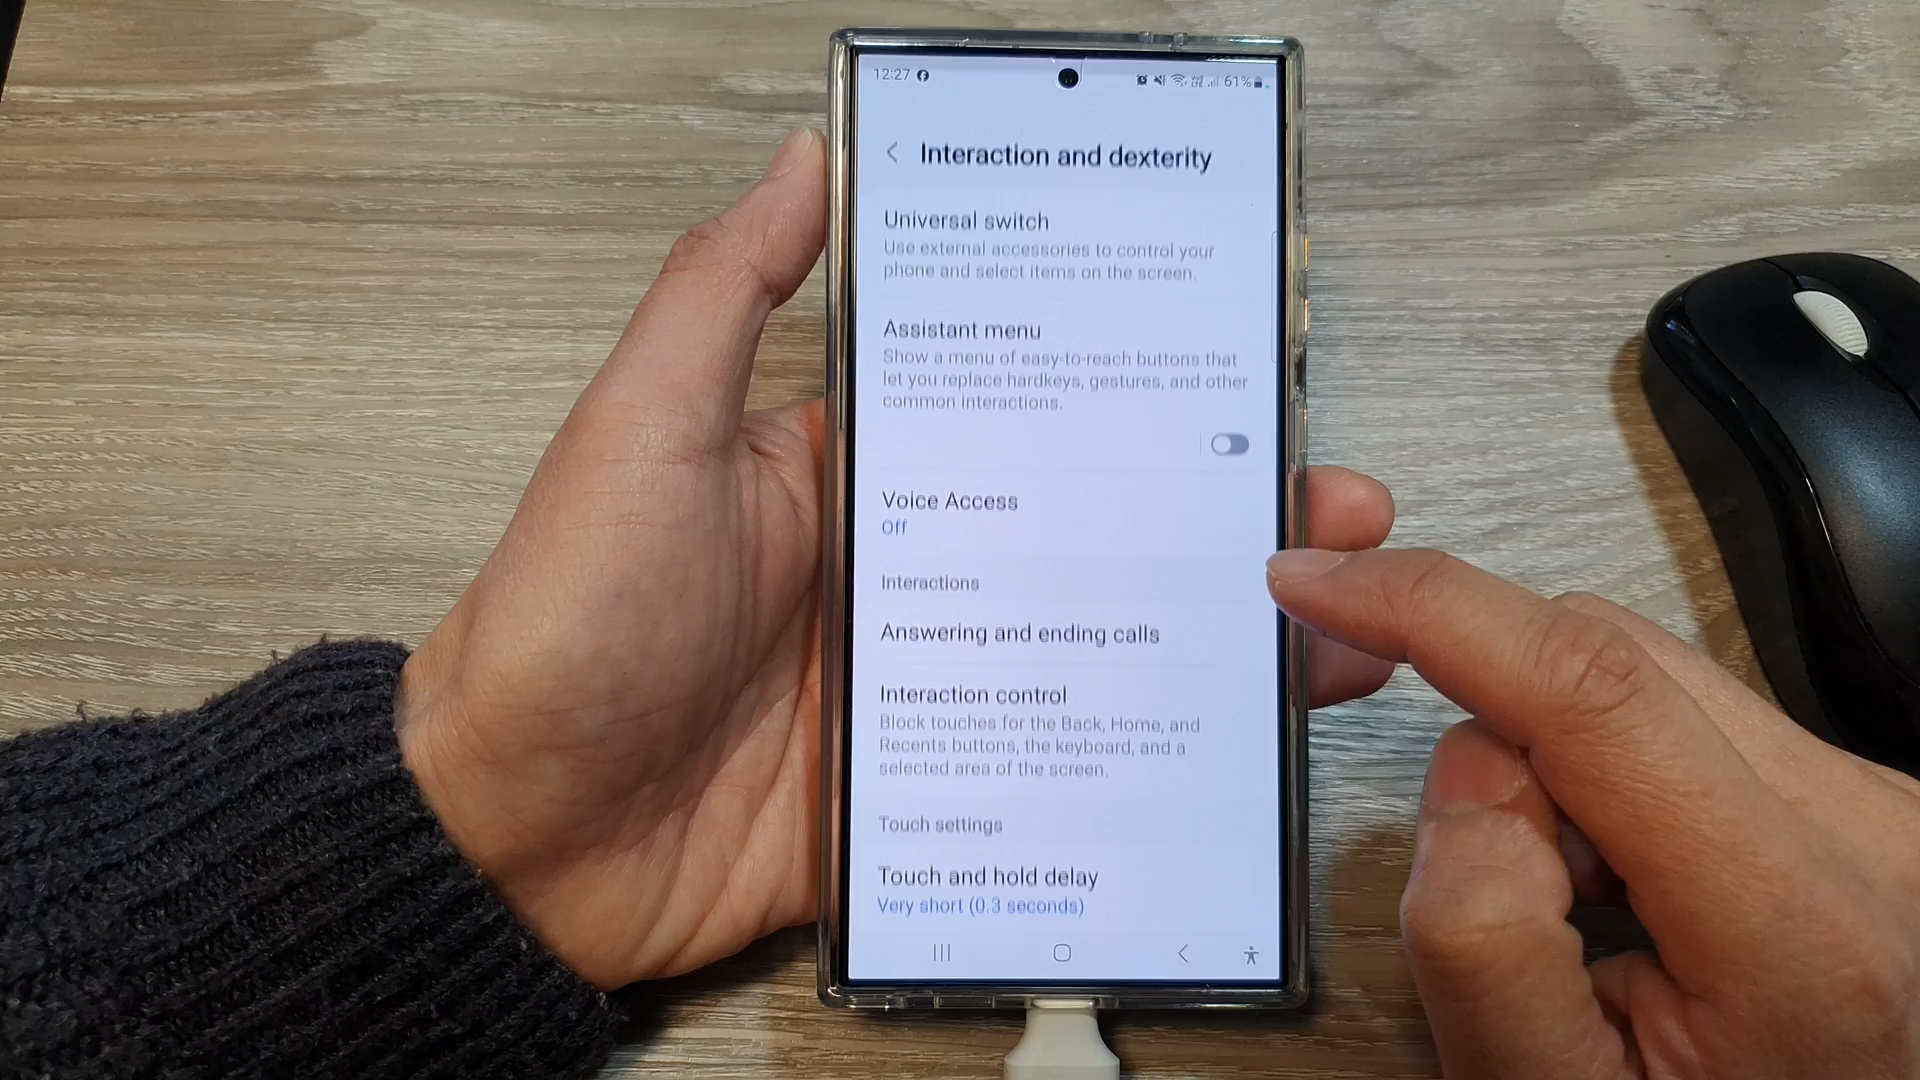 12:27
61%
Interaction and dexterity
Universal switch
Use external accessories to control your
phone and select items on the screen.
Assistant menu
Show a menu of easy-to-reach buttons that
let you replace hardkeys, gestures, and other
common interactions.
Voice Access
Off
Interactions
Answering and ending calls
Interaction control
Block touches for the Back, Home, and
Recents buttons, the keyboard, and a
selected area of the screen.
Touch settings
Touch and hold delay
Very short (0.3 seconds)